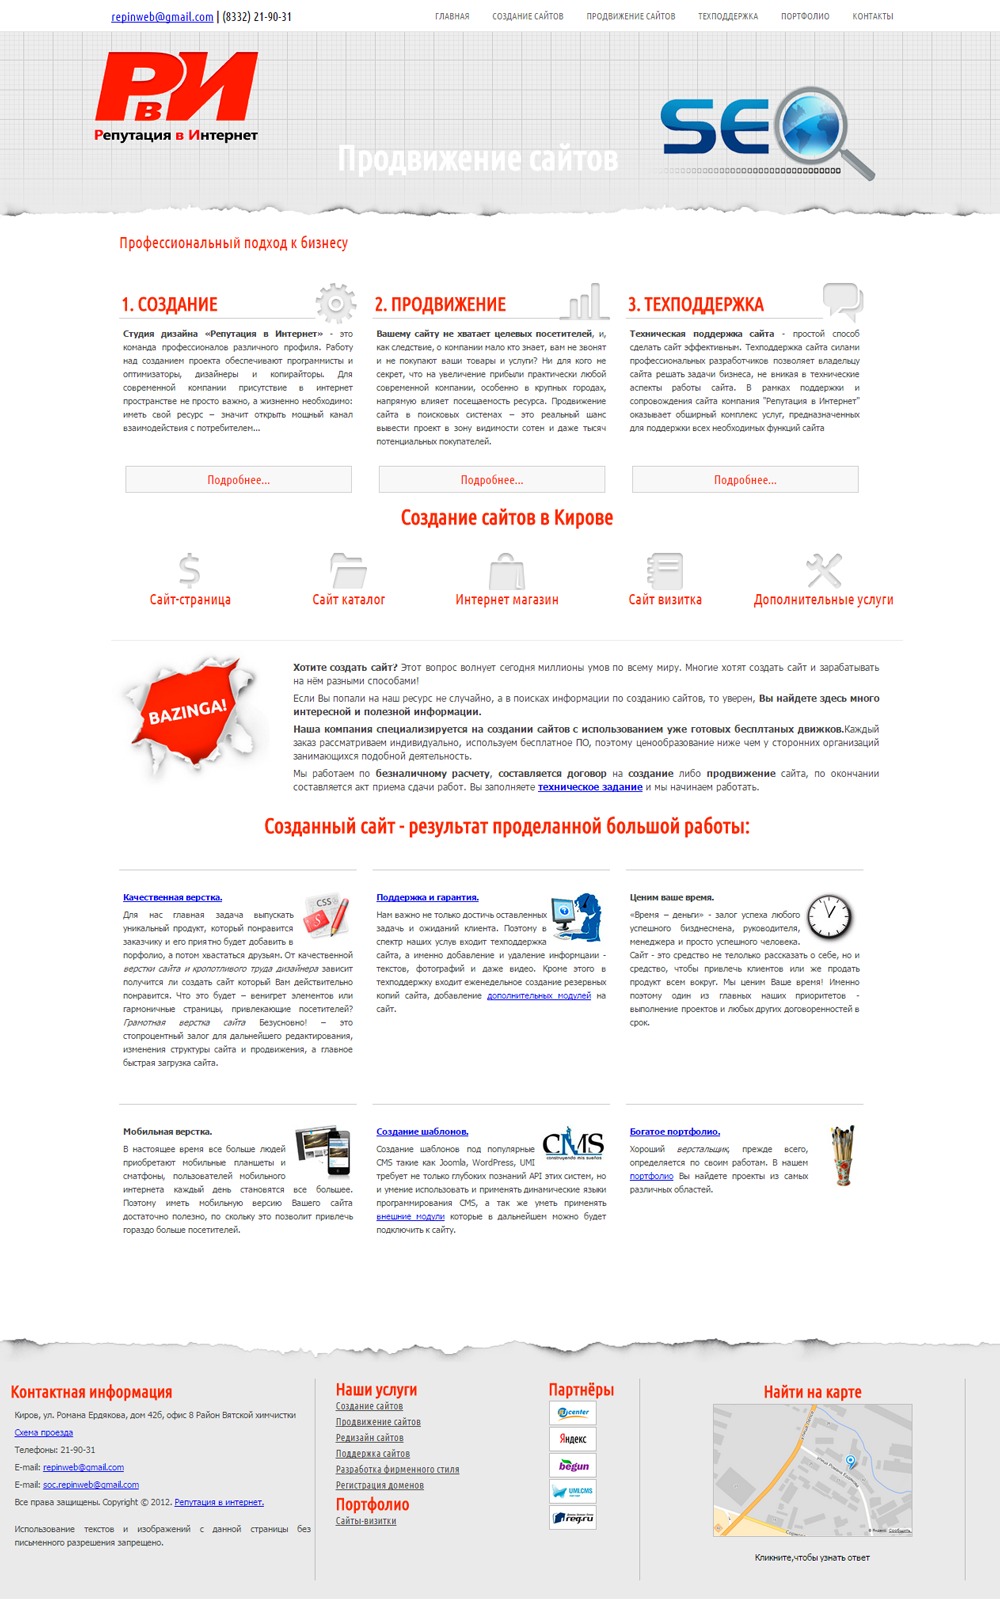 repinweb@gmail.com | (8332) 21-90-31
ГЛАВНАЯ СОЗДАНИЕ САЙТОВ ПРОДВИЖЕНИЕ САЙТОВ ТЕХПОДДЕРЖКА ПОРТФОЛИО КОНТАКТЫ
РвИ
Репутация в Интернет
Продвижение сайтов
SEO
Профессиональный подход к бизнесу
1. СОЗДАНИЕ
Студия дизайна «Репутация в Интернет» - это
команда профессионалов различного профиля. Работу
над созданием проекта обеспечивают программисты и
оптимизаторы, дизайнеры и копирайторы. Для
современной компании присутствие в интернет
пространстве не просто важно, а жизненно необходимо:
иметь свой ресурс – значит открыть мощный канал
взаимодействия с потребителем...
Подробнее...
2. ПРОДВИЖЕНИЕ
Вашему сайту не хватает целевых посетителей, и,
как следствие, о компании мало кто знает, вам не звонят
и не покупают ваши товары и услуги? Ни для кого не
секрет, что на увеличение прибыли практически любой
современной компании, особенно в крупных городах,
напрямую влияет посещаемость ресурса. Продвижение
сайта в поисковых системах – это реальный шанс
вывести проект в зону видимости сотен и даже тысяч
потенциальных покупателей.
Подробнее...
3. ТЕХПОДДЕРЖКА
Техническая поддержка сайта - простой способ
сделать сайт эффективным. Техподдержка сайта силами
профессиональных разработчиков позволяет владельцу
сайта решать задачи бизнеса, не вникая в технические
аспекты работы сайта. В рамках поддержки и
сопровождения сайта компания "Репутация в Интернет"
оказывает обширный комплекс услуг, предназначенных
для поддержки всех необходимых функций сайта
Подробнее...
Создание сайтов в Кирове
Сайт-страница
Сайт каталог
Интернет магазин
Сайт визитка
Дополнительные услуги
BAZINGA!
Хотите создать сайт? Этот вопрос волнует сегодня миллионы умов по всему миру. Многие хотят создать сайт и зарабатывать
на нём разными способами!
Если Вы попали на наш ресурс не случайно, а в поисках информации по созданию сайтов, то уверен, Вы найдете здесь много
интересной и полезной информации.
Наша компания специализируется на создании сайтов с использованием уже готовых бесплтаных движков.Каждый
заказ рассматриваем индивидуально, используем бесплатное ПО, поэтому ценообразование ниже чем у сторонних организаций
занимающихся подобной деятельность.
Мы работаем по безналичному расчету, составляется договор на создание либо продвижение сайта, по окончании
составляется акт приема сдачи работ. Вы заполняете техническое задание и мы начинаем работать.
Созданный сайт - результат проделанной большой работы:
Качественная верстка.
CSS
Для нас главная задача выпускать
уникальный продукт, который понравится
заказчику и его приятно будет добавить в
порфолио, а потом хвастаться друзьям. От качественной
верстки сайта и кропотливого труда дизайнера зависит
получится ли создать сайт который Вам действительно
понравится. Что это будет – венигрет элементов или
гармоничные страницы, привлекающие посетителей?
Грамотная верстка сайта Безусловно! – это
стопроцентный залог для дальнейшего редактирования,
изменения структуры сайта и продвижения, а главное
быстрая загрузка сайта.
Поддержка и гарантия.
Нам важно не только достичь оставленных
задачь и ожиданий клиента. Поэтому в
спектр наших услув входит техподдержка
сайта, а именно добавление и удаление информцаии -
текстов, фотографий и даже видео. Кроме этого в
техподдержку входит еженедельное создание резервных
копий сайта, добавление дополнительных модулей на
сайт.
Ценим ваше время.
«Время – деньги» - залог успеха любого
успешного бизднесмена, руководителя,
менеджера и просто успешного человека.
Сайт - это средство не телолько рассказать о себе, но и
средство, чтобы привлечь клиентов или же продать
продукт всем вокруг. Мы ценим Ваше время! Именно
поэтому один из главных наших приоритетов -
выполнение проектов и любых других договоренностей в
срок.
Мобильная верстка.
В настоящее время все больше людей
приобретают мобильные планшеты и
сматфоны, пользователей мобильного
интернета каждый день становятся все большее.
Поэтому иметь мобильную версию Вашего сайта
достаточно полезно, по скольку это позволит привлечь
гораздо больше посетителей.
Создание шаблонов.
CMS
construyendo mis sueños
Создание шаблонов под популярные
CMS такие как Joomla, WordPress, UMI
требует не только глубоких познаний API этих систем, но
и умение использовать и применять динамические языки
программирования CMS, а так же уметь применять
внешние модули которые в дальнейшем можно будет
подключить к сайту.
Богатое портфолио.
Хороший верстальщик, прежде всего,
определяется по своим работам. В нашем
портфолио Вы найдете проекты из самых
различных областей.
Контактная информация
Киров, ул. Романа Ердякова, дом 42б, офис 8 Район Вятской химчистки
Схема проезда
Телефоны: 21-90-31
E-mail: repinweb@gmail.com
E-mail: soc.repinweb@gmail.com
Все права защищены. Copyright © 2012. Репутация в интернет.
Использование текстов и изображений с данной страницы без
письменного разрешения запрещено.
Наши услуги
Создание сайтов
Продвижение сайтов
Редизайн сайтов
Поддержка сайтов
Разработка фирменного стиля
Регистрация доменов
Портфолио
Сайты-визитки
Партнёры
RU center
Яндекс
begun
UMI.CMS
reg.ru
Найти на карте
Кликните,чтобы узнать ответ